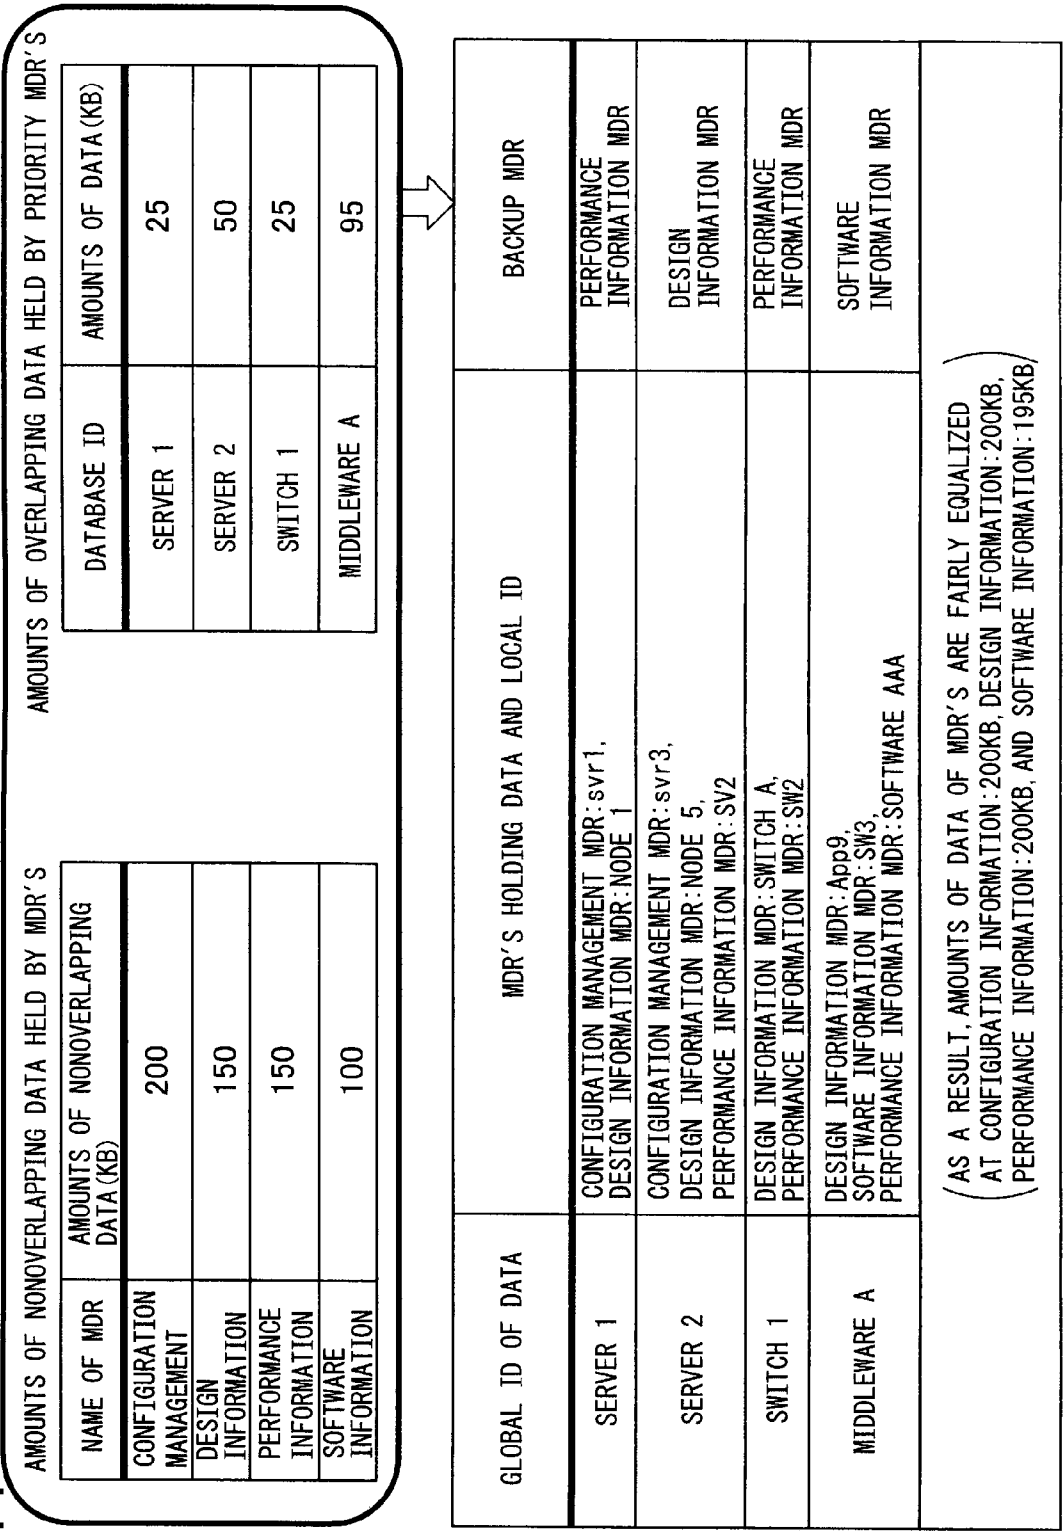 AMOUNTS OF NONOVERLAPPING DATA HELD BY MDR'S
NAME OF MDR
AMOUNTS OF NONOVERLAPPING
DATA(KB)
CONFIGURATION
MANAGEMENT
200
DESIGN
INFORMATION
150
PERFORMANCE
INFORMATION
150
SOFTWARE
INFORMATION
100
AMOUNTS OF OVERLAPPING DATA HELD BY PRIORITY MDR'S
DATABASE ID
AMOUNTS OF DATA(KB)
SERVER 1
25
SERVER 2
50
SWITCH 1
25
MIDDLEWARE A
95
GLOBAL ID OF DATA
MDR'S HOLDING DATA AND LOCAL ID
BACKUP MDR
SERVER 1
CONFIGURATION MANAGEMENT MDR:svr1,
DESIGN INFORMATION MDR:NODE 1
PERFORMANCE
INFORMATION MDR
SERVER 2
CONFIGURATION MANAGEMENT MDR:svr3,
DESIGN INFORMATION MDR:NODE 5,
PERFORMANCE INFORMATION MDR:SV2
DESIGN
INFORMATION MDR
SWITCH 1
DESIGN INFORMATION MDR:SWITCH A,
PERFORMANCE INFORMATION MDR:SW2
PERFORMANCE
INFORMATION MDR
MIDDLEWARE A
DESIGN INFORMATION MDR:App9,
SOFTWARE INFORMATION MDR:SW3,
PERFORMANCE INFORMATION MDR:SOFTWARE AAA
SOFTWARE
INFORMATION MDR
(AS A RESULT, AMOUNTS OF DATA OF MDR'S ARE FAIRLY EQUALIZED
AT CONFIGURATION INFORMATION:200KB, DESIGN INFORMATION:200KB,
PERFORMANCE INFORMATION:200KB, AND SOFTWARE INFORMATION:195KB)